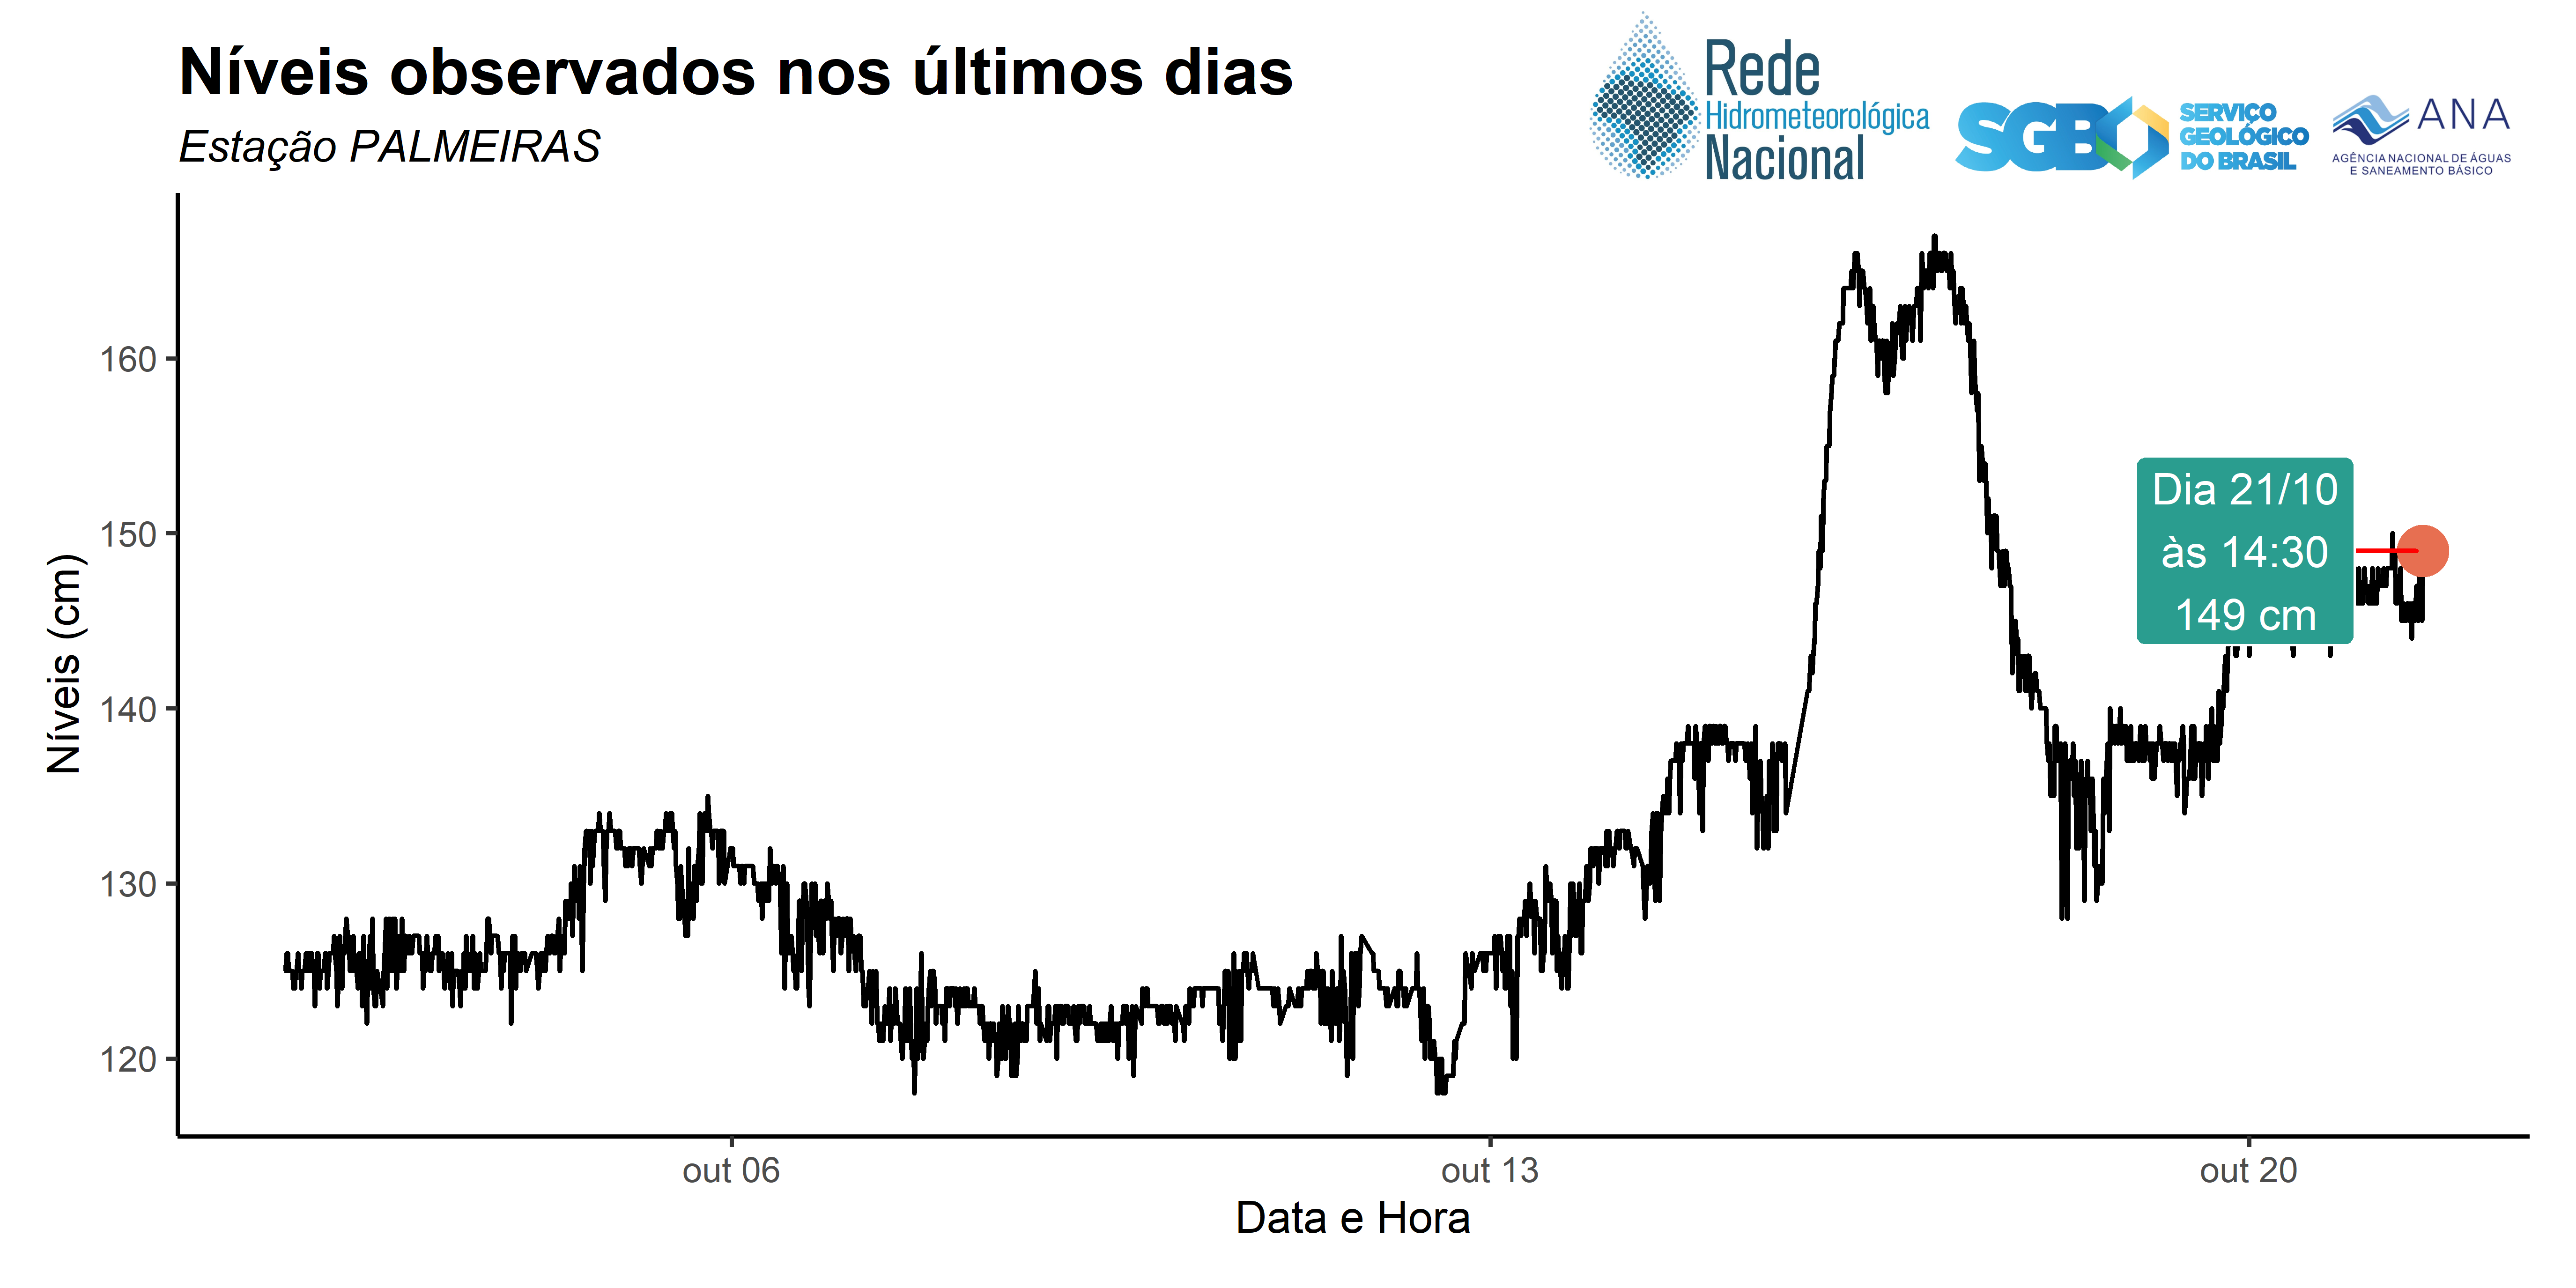 Níveis observados nos últimos dias
Estação PALMEIRAS
Rede
Hidrometeorológica
Nacional
SGB
SERVIÇO
GEOLÓGICO
DO BRASIL
ANA
AGÊNCIA NACIONAL DE ÁGUAS
E SANEAMENTO BÁSICO
Níveis (cm)
160
150
140
130
120
Dia 21/10
às 14:30
149 cm
out 06
out 13
out 20
Data e Hora